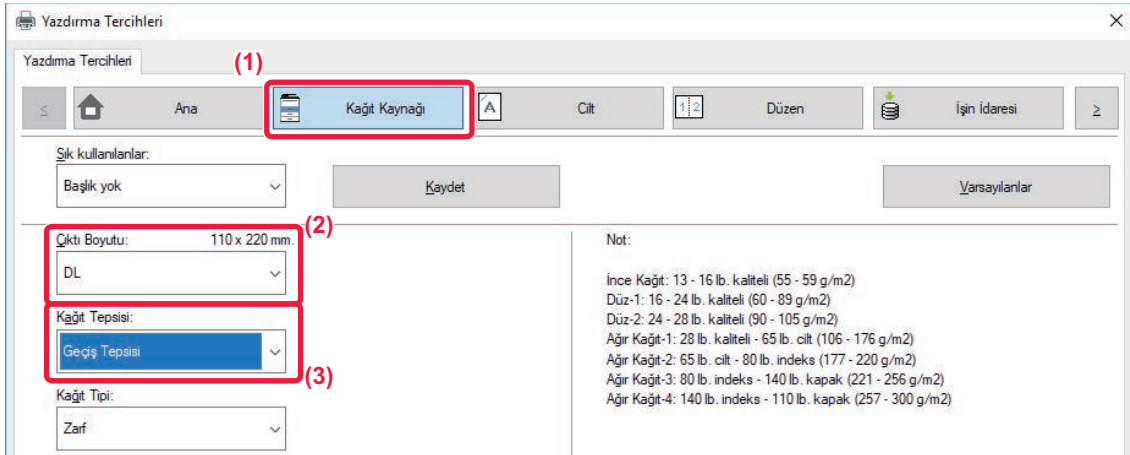 Yazdırma Tercihleri
Yazdırma Tercihleri
(1)
< Ana Kağıt Kaynağı A Cilt 1 2 Düzen İşin İdaresi >
Sık kullanılanlar:
Başlık yok Kaydet Varsayılanlar
(2)
Çıktı Boyutu: 110 x 220 mm.
DL
Kağıt Tepsisi:
Geçiş Tepsisi
(3)
Kağıt Tipi:
Zarf
Not:
İnce Kağıt: 13 - 16 lb. kaliteli (55 - 59 g/m2)
Düz-1: 16 - 24 lb. kaliteli (60 - 89 g/m2)
Düz-2: 24 - 28 lb. kaliteli (90 - 105 g/m2)
Ağır Kağıt-1: 28 lb. kaliteli - 65 lb. cilt (106 - 176 g/m2)
Ağır Kağıt-2: 65 lb. cilt - 80 lb. indeks (177 - 220 g/m2)
Ağır Kağıt-3: 80 lb. indeks - 140 lb. kapak (221 - 256 g/m2)
Ağır Kağıt-4: 140 lb. indeks - 110 lb. kapak (257 - 300 g/m2)